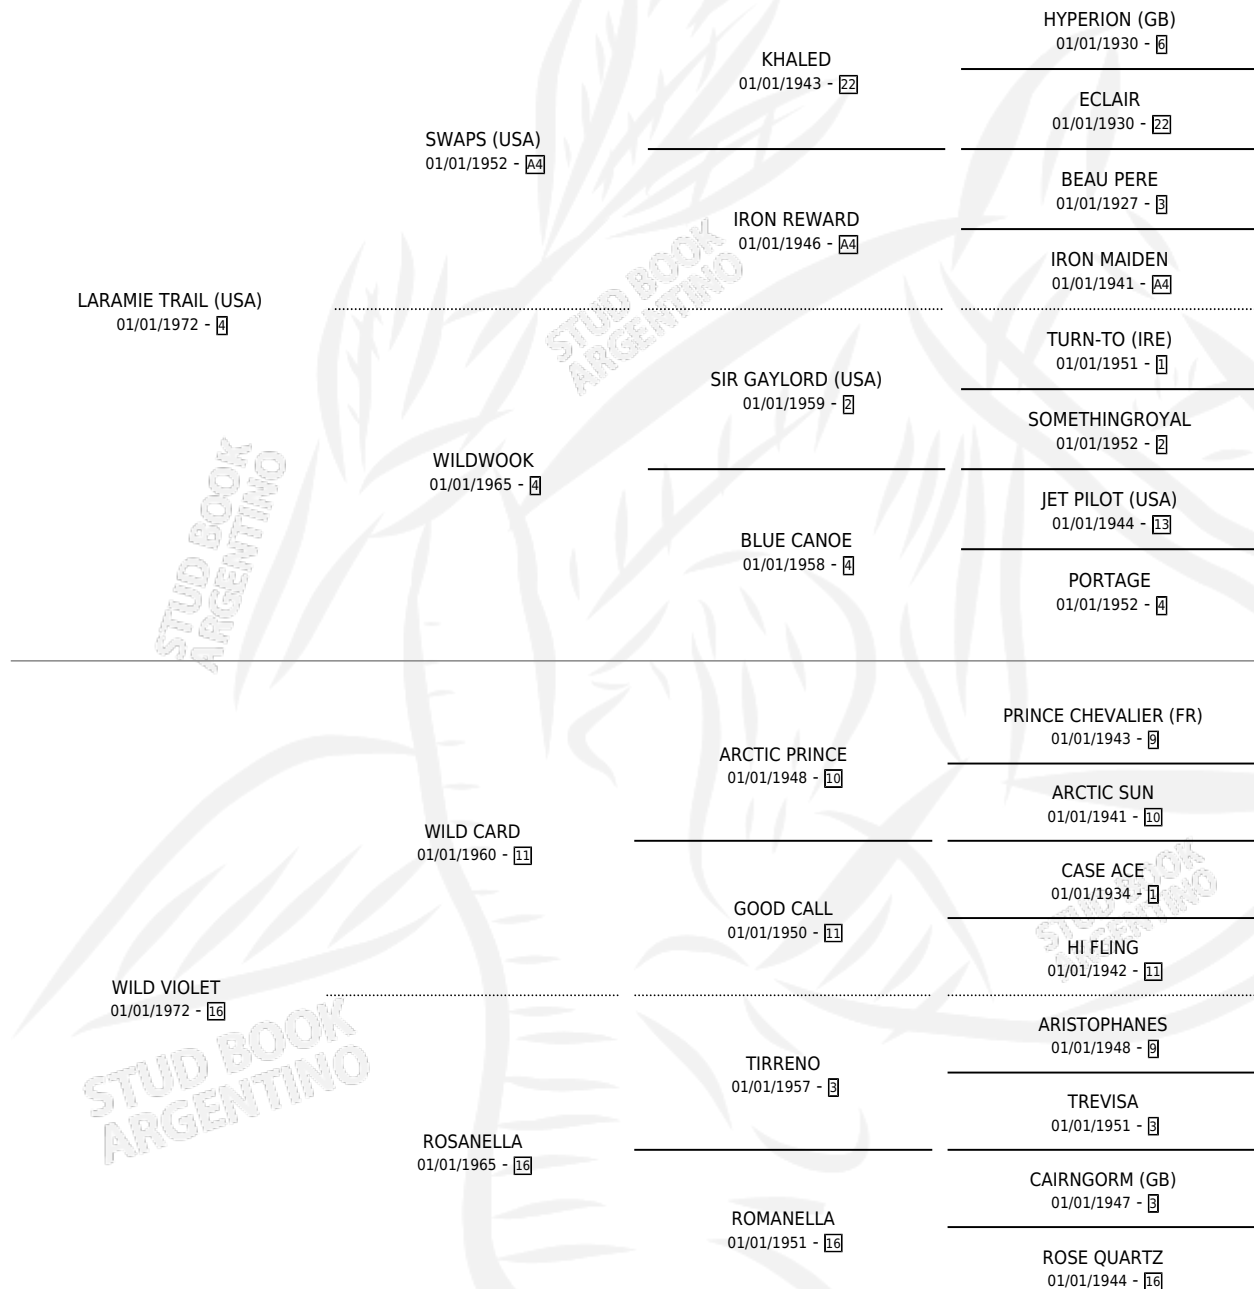 HYPERION (GB)
01/01/1930 - 6
KHALED
01/01/1943 - 22
ECLAIR
01/01/1930 - 22
SWAPS (USA)
01/01/1952 - A4
BEAU PERE
01/01/1927 - 3
IRON REWARD
01/01/1946 - A4
IRON MAIDEN
01/01/1941 - A4
LARAMIE TRAIL (USA)
01/01/1972 - 4
TURN-TO (IRE)
01/01/1951 - 1
SIR GAYLORD (USA)
01/01/1959 - 2
SOMETHINGROYAL
01/01/1952 - 2
WILDWOOK
01/01/1965 - 4
JET PILOT (USA)
01/01/1944 - 13
BLUE CANOE
01/01/1958 - 4
PORTAGE
01/01/1952 - 4
PRINCE CHEVALIER (FR)
01/01/1943 - 9
ARCTIC PRINCE
01/01/1948 - 10
ARCTIC SUN
01/01/1941 - 10
WILD CARD
01/01/1960 - 11
CASE ACE
01/01/1934 - 1
GOOD CALL
01/01/1950 - 11
HI FLING
01/01/1942 - 11
WILD VIOLET
01/01/1972 - 16
ARISTOPHANES
01/01/1948 - 9
TIRRENO
01/01/1957 - 3
TREVISA
01/01/1951 - 3
ROSANELLA
01/01/1965 - 16
CAIRNGORM (GB)
01/01/1947 - 3
ROMANELLA
01/01/1951 - 16
ROSE QUARTZ
01/01/1944 - 16
STUD BOOK
ARGENTINO
STUD BOOK
ARGENTINO
STUD BOOK
ARGENTINO
STUD BOOK
ARGENTINO